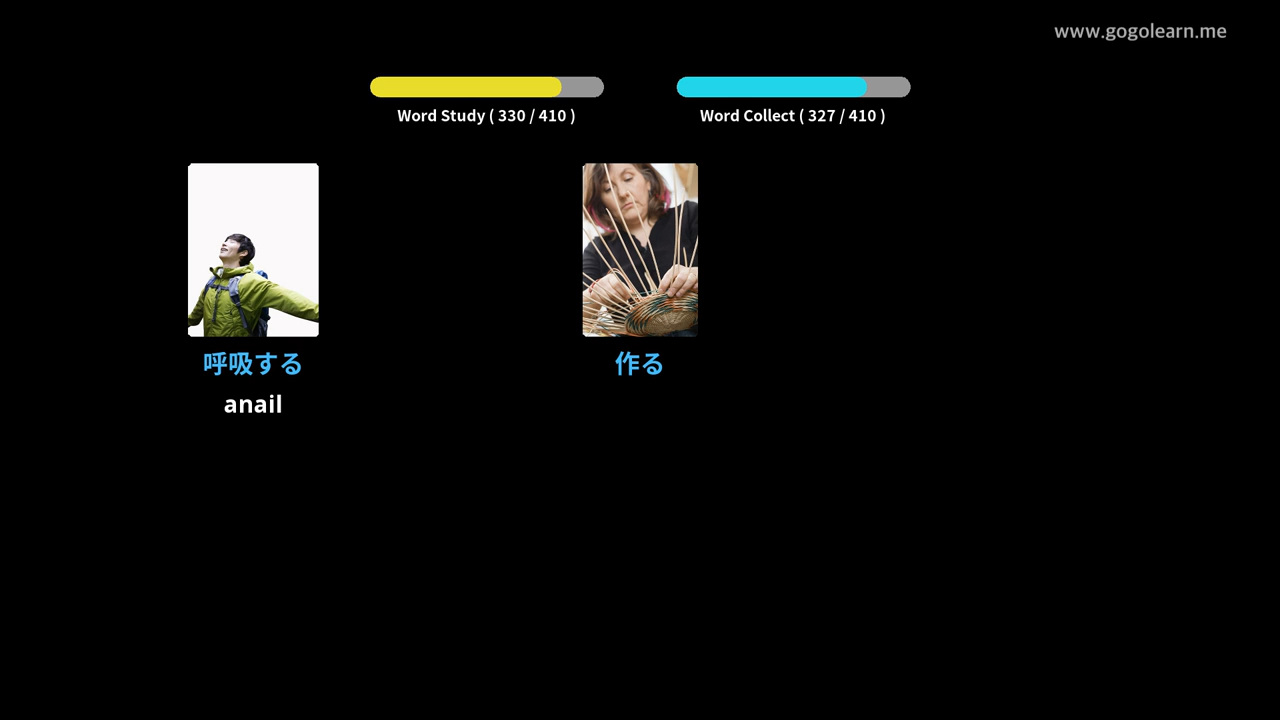 www.gogolearn.me
Word Study ( 330 / 410 )
Word Collect ( 327 / 410 )
呼吸する
作る
anail